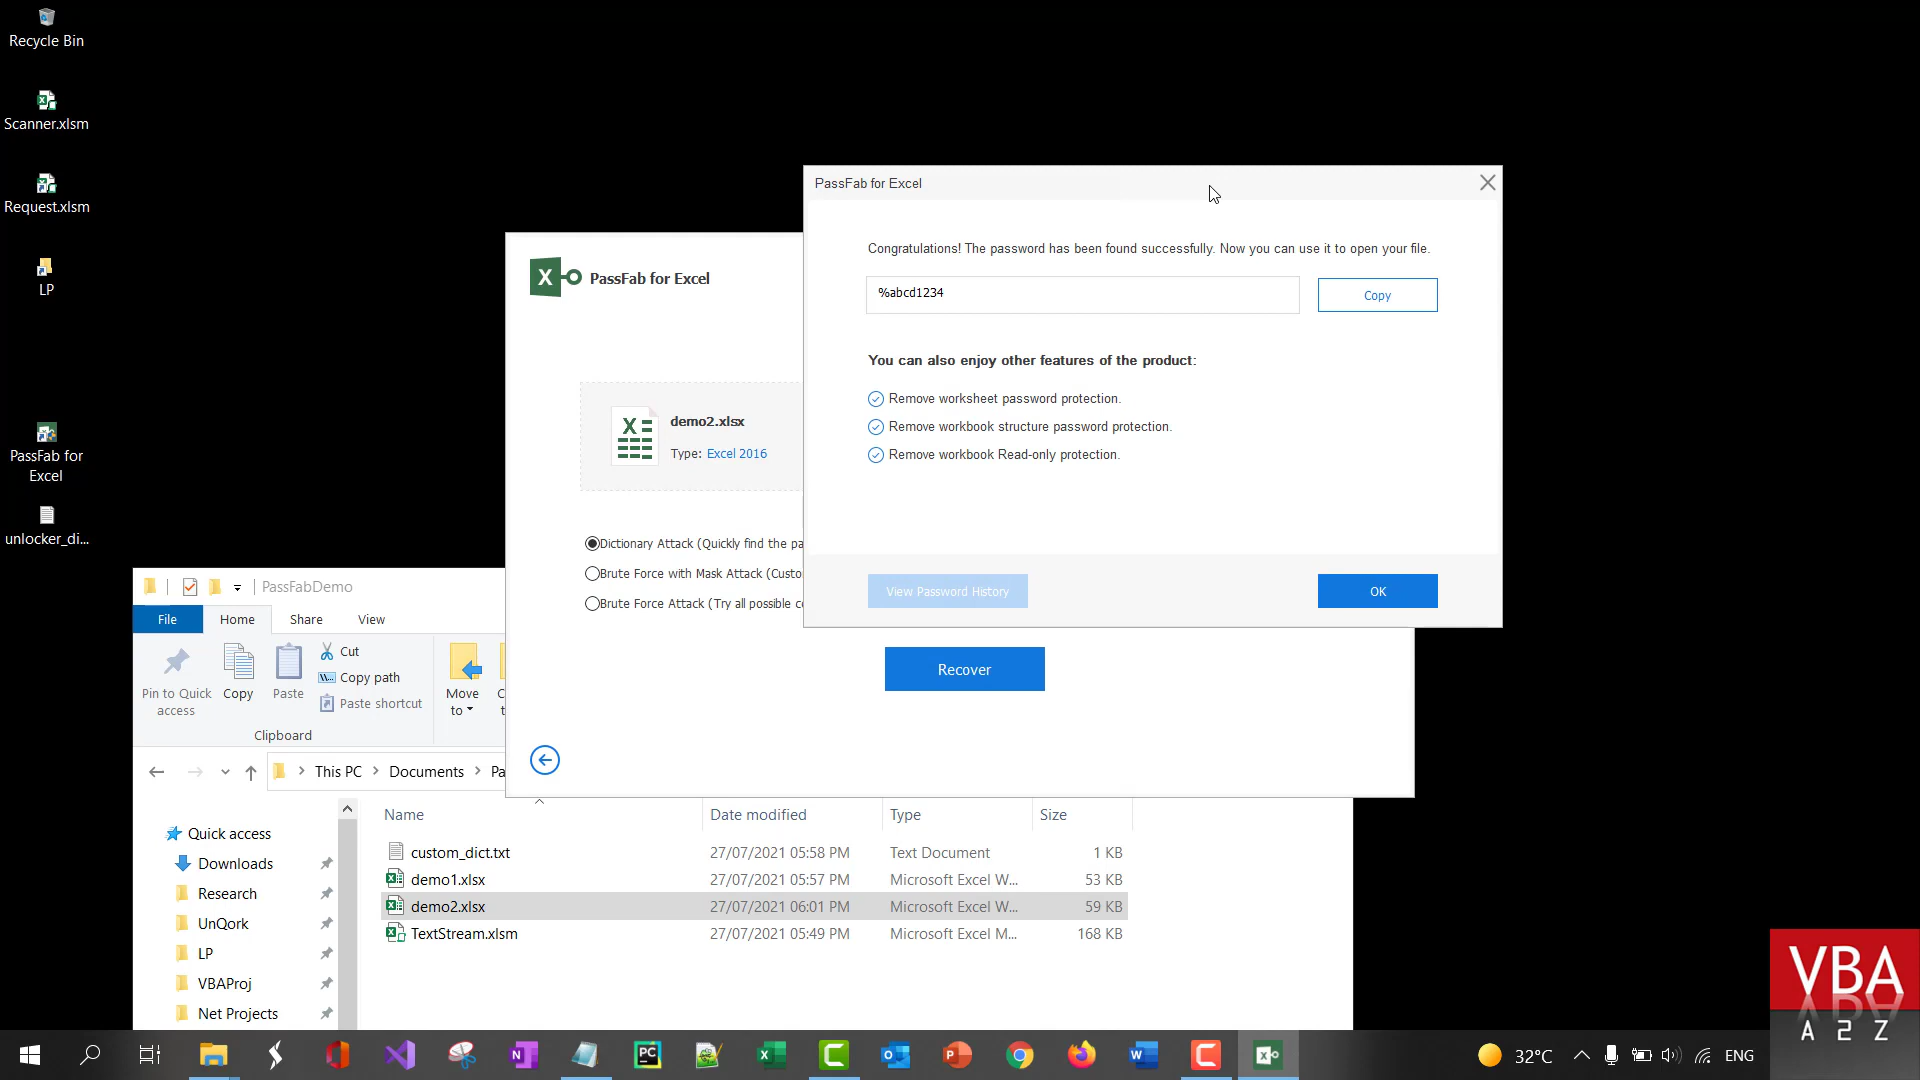 Recycle Bin
Scanner.xlsm
Request.xlsm
LP
PassFab for
Excel
unlocker_di...
PassFab for Excel
Congratulations! The password has been found successfully. Now you can use it to open your file.
%abcd1234
Copy
You can also enjoy other features of the product:
Remove worksheet password protection.
Remove workbook structure password protection.
Remove workbook Read-only protection.
View Password History
OK
PassFab for Excel
demo2.xlsx
Type: Excel 2016
Dictionary Attack (Quickly find the pa
Brute Force with Mask Attack (Custo
Brute Force Attack (Try all possible c
Recover
PassFabDemo
File Home Share View
Pin to Quick
access
Copy
Paste
Cut
Copy path
Paste shortcut
Move
to
Clipboard
This PC > Documents > Pa
Quick access
Downloads
Research
UnQork
LP
VBAProj
Net Projects
Name Date modified Type Size
custom_dict.txt 27/07/2021 05:58 PM Text Document 1 KB
demo1.xlsx 27/07/2021 05:57 PM Microsoft Excel W... 53 KB
demo2.xlsx 27/07/2021 06:01 PM Microsoft Excel W... 59 KB
TextStream.xlsm 27/07/2021 05:49 PM Microsoft Excel M... 168 KB
VBA
A 2 Z
32°C ENG